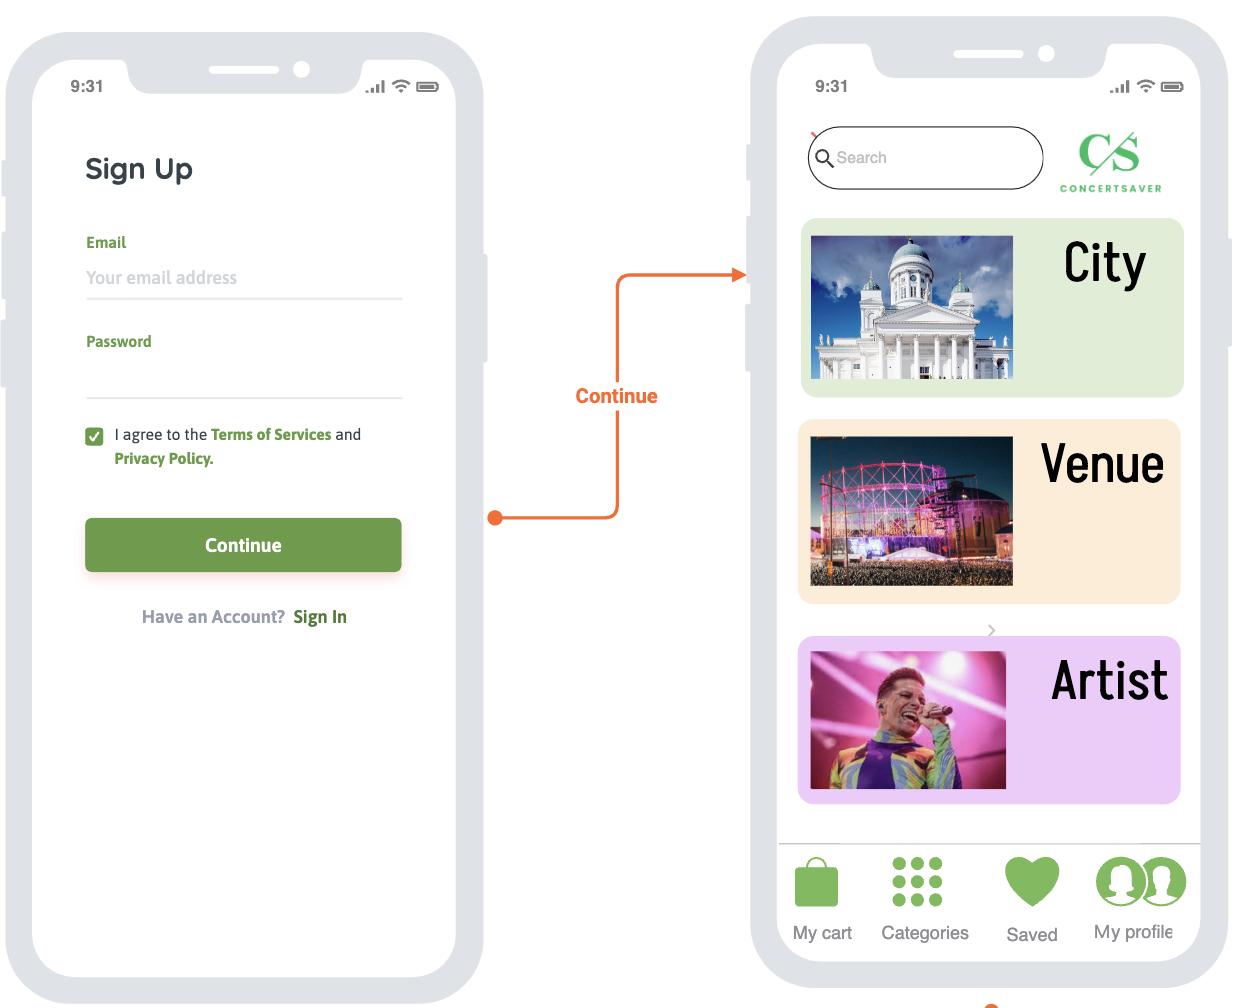 9:31
Sign Up
Email
Your email address
Password
I agree to the Terms of Services and
Privacy Policy.
Continue
Have an Account? Sign In
Continue
9:31
Search
CS
CONCERTSAVER
City
Venue
Artist
My cart
Categories
Saved
My profile